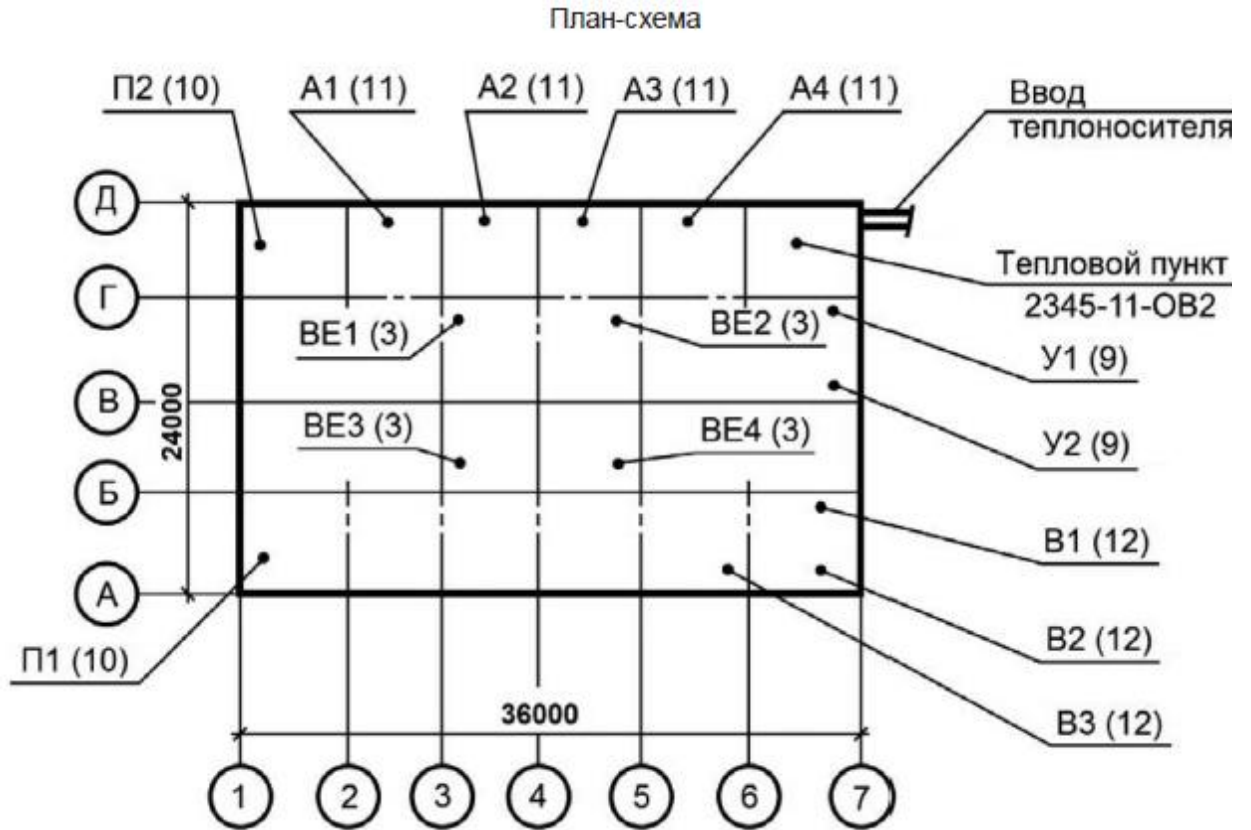 План-схема
П2 (10)
А1 (11)
А2 (11)
А3 (11)
А4 (11)
Ввод
теплоносителя
Д
Тепловой пункт
2345-11-ОВ2
Г
ВЕ1 (3)
ВЕ2 (3)
У1 (9)
В
24000
ВЕ3 (3)
ВЕ4 (3)
У2 (9)
Б
В1 (12)
А
В2 (12)
П1 (10)
36000
В3 (12)
1
2
3
4
5
6
7